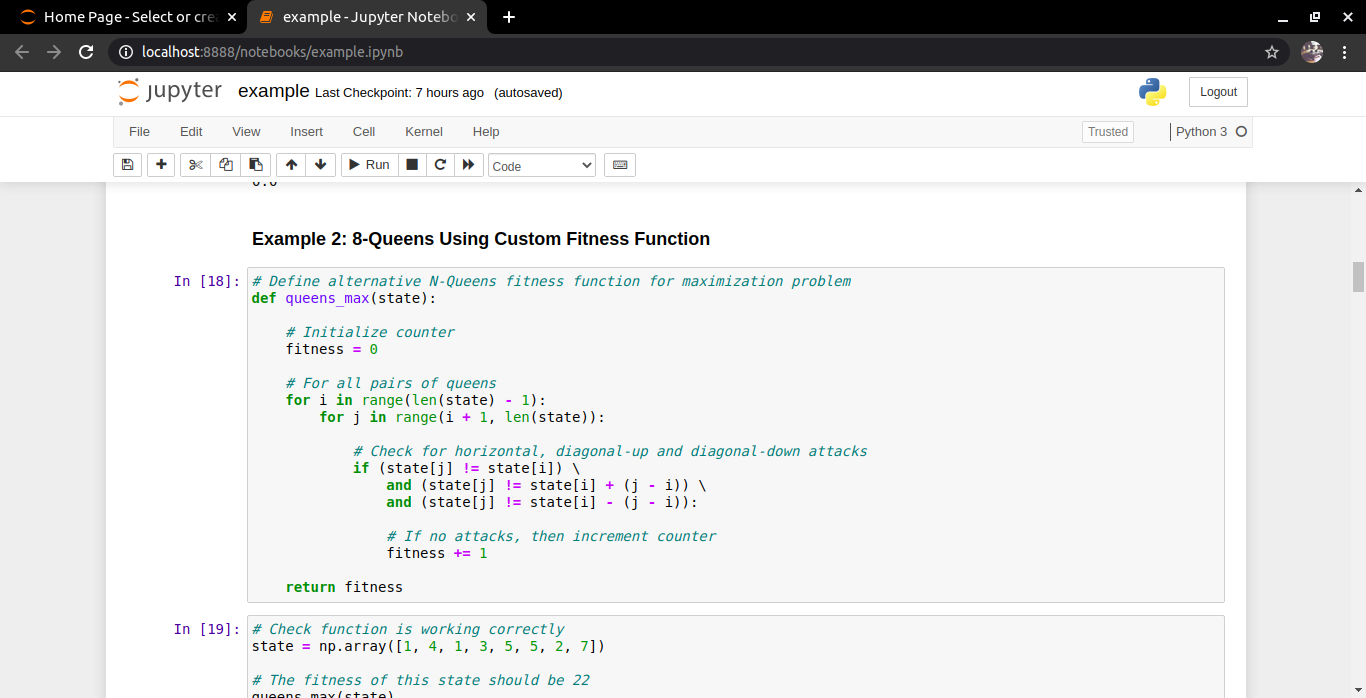 Home Page - Select or cre
example - Jupyter Notebo
localhost:8888/notebooks/example.ipynb
jupyter example Last Checkpoint: 7 hours ago (autosaved)
Logout
File Edit View Insert Cell Kernel Help
Trusted
Python 3
Run
Code
0.0
Example 2: 8-Queens Using Custom Fitness Function
In [18]:
# Define alternative N-Queens fitness function for maximization problem
def queens_max(state):
# Initialize counter
fitness = 0
# For all pairs of queens
for i in range(len(state) - 1):
for j in range(i + 1, len(state)):
# Check for horizontal, diagonal-up and diagonal-down attacks
if (state[j] != state[i]) \
and (state[j] != state[i] + (j - i)) \
and (state[j] != state[i] - (j - i)):
# If no attacks, then increment counter
fitness += 1
return fitness
In [19]:
# Check function is working correctly
state = np.array([1, 4, 1, 3, 5, 5, 2, 7])
# The fitness of this state should be 22
queens_max(state)